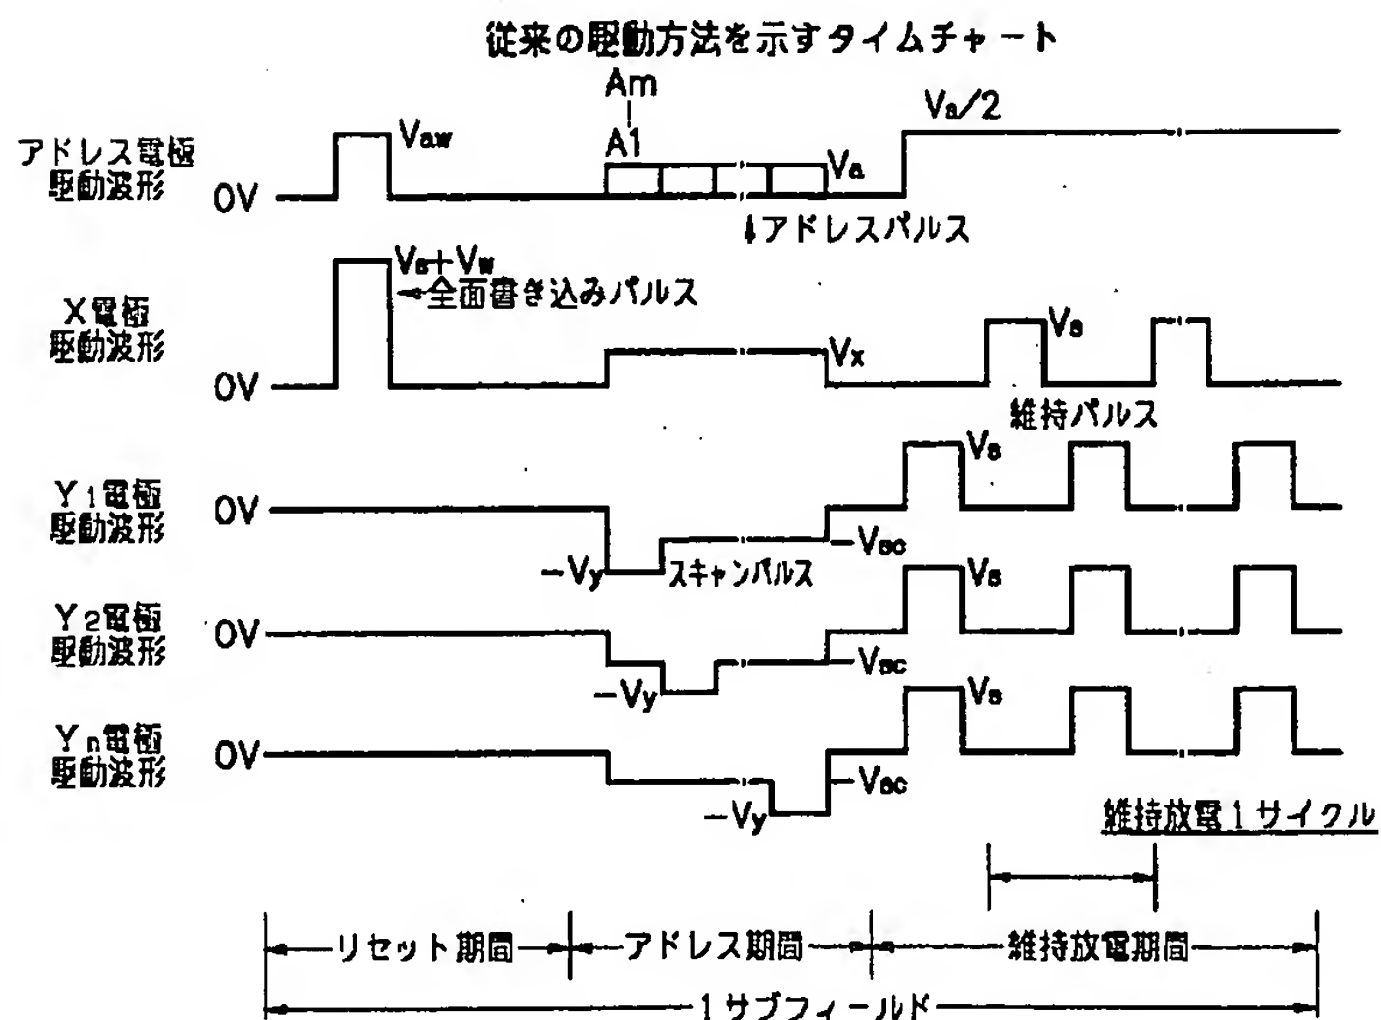 従来の駆動方法を示すタイムチャート
Am
A1
Va/2
アドレス電極
駆動波形
Vaw
Va
0V
↓アドレスパルス
Vs+Vw
←全面書き込みパルス
X電極
駆動波形
Vs
Vx
0V
維持パルス
Vs
Y1電極
駆動波形
0V
-Vsc
-Vy
スキャンパルス
Vs
Y2電極
駆動波形
0V
-Vsc
-Vy
Vs
Yn電極
駆動波形
0V
-Vsc
-Vy
維持放電1サイクル
リセット期間
アドレス期間
維持放電期間
1サブフィールド